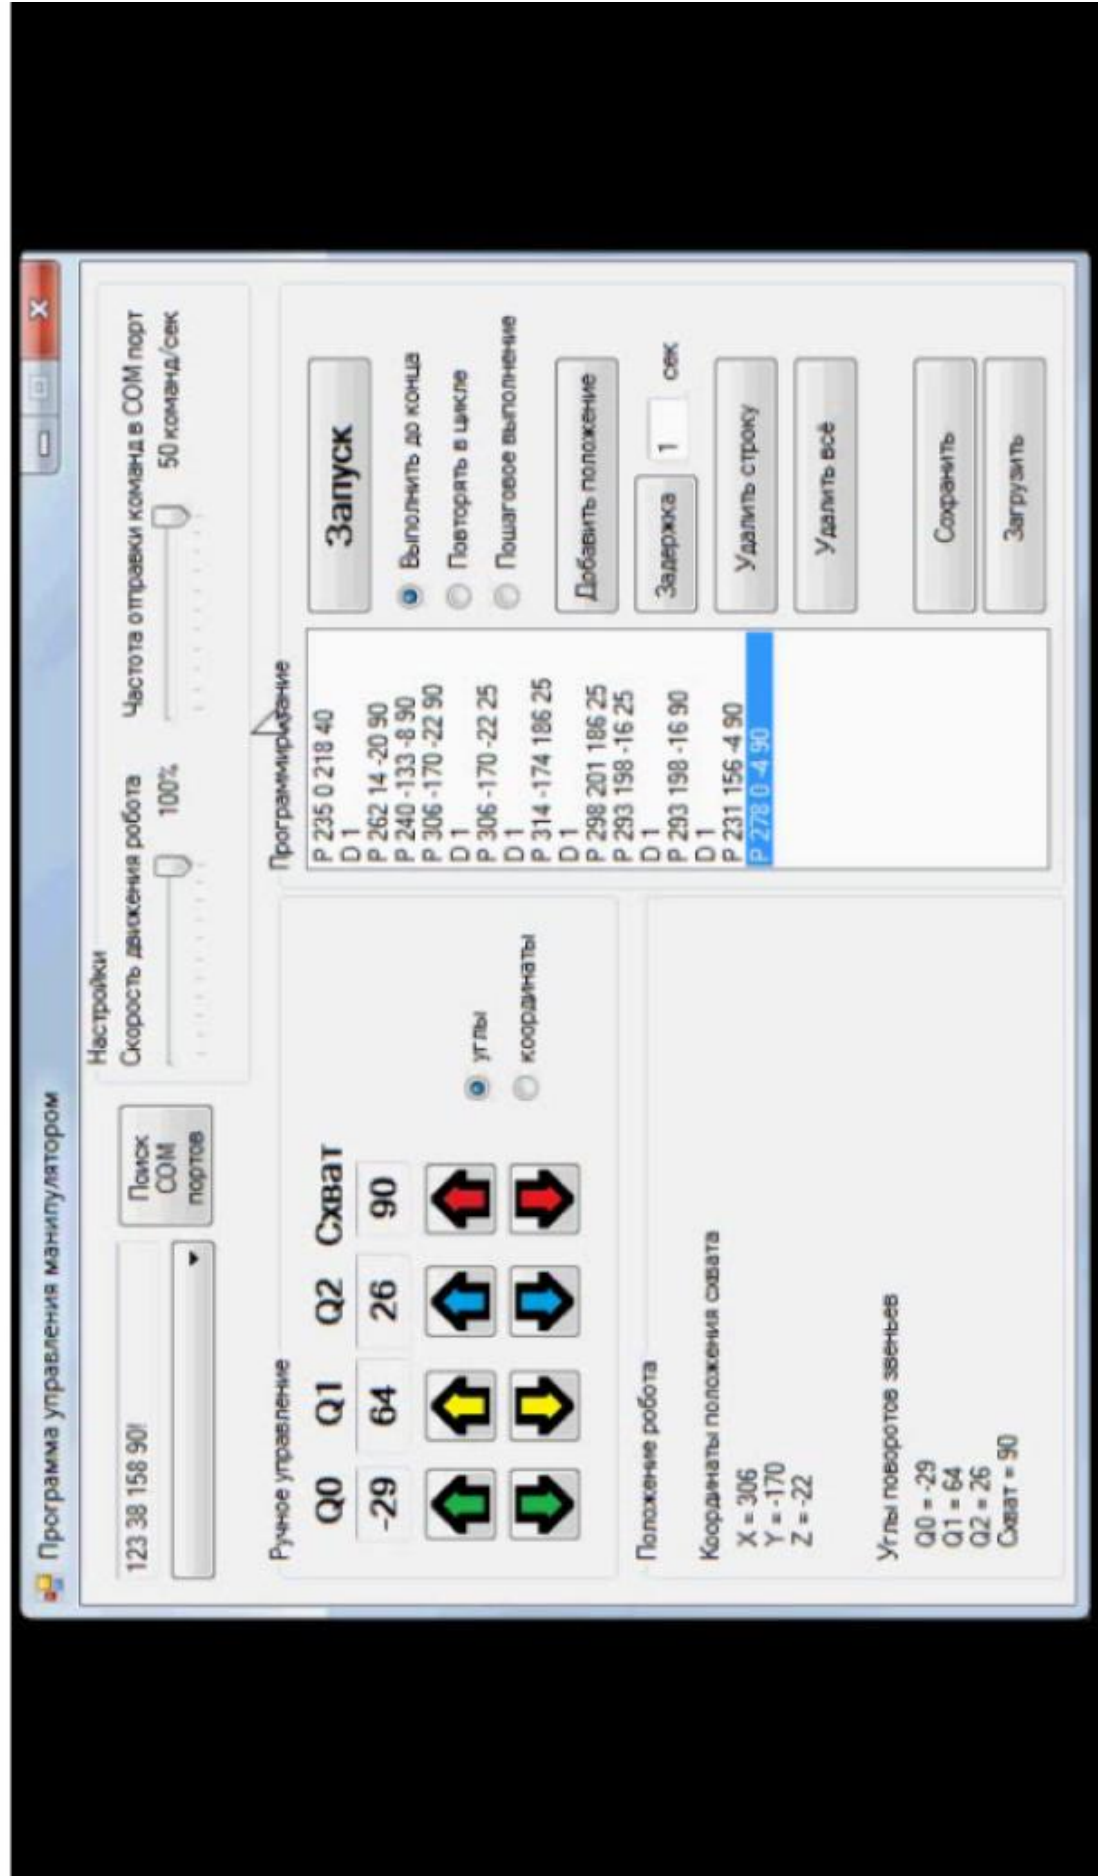 Программа управления манипулятором
123 38 158 90!
Поиск
COM
портов
Настройки
Скорость движения робота
100%
Частота отправки команд в COM порт
50 команд/сек
Ручное управление
Q0 Q1 Q2 Схват
-29 64 26 90
углы
координаты
Положение робота
Координаты положения схвата
X = 306
Y = -170
Z = -22
Углы поворотов звеньев
Q0 = -29
Q1 = 64
Q2 = 26
Схват = 90
Программирование
P 235 0 218 40
D 1
P 262 14 -20 90
P 240 -133 -8 90
P 306 -170 -22 90
D 1
P 306 -170 -22 25
D 1
P 314 -174 186 25
D 1
P 298 201 186 25
P 293 198 -16 25
D 1
P 293 198 -16 90
D 1
P 231 156 -4 90
P 278 0 -4 90
Запуск
Выполнить до конца
Повторять в цикле
Пошаговое выполнение
Добавить положение
Задержка 1 сек
Удалить строку
Удалить всё
Сохранить
Загрузить